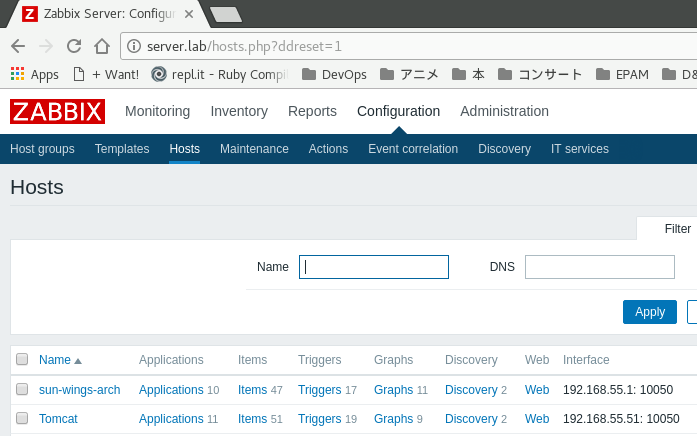 Zabbix Server: Configur
server.lab/hosts.php?ddreset=1
Apps + Want! repl.it - Ruby Compil DevOps アニメ 本 コンサート EPAM D&
ZABBIX Monitoring Inventory Reports Configuration Administration
Host groups Templates Hosts Maintenance Actions Event correlation Discovery IT services
Hosts
Filter
Name DNS
Apply
Name Applications Items Triggers Graphs Discovery Web Interface
sun-wings-arch Applications 10 Items 47 Triggers 17 Graphs 11 Discovery 2 Web 192.168.55.1: 10050
Tomcat Applications 11 Items 51 Triggers 19 Graphs 9 Discovery 2 Web 192.168.55.51: 10050